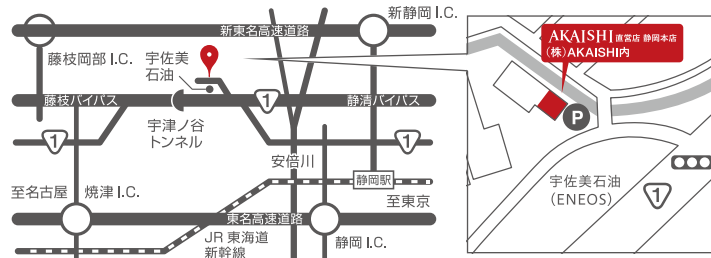 新静岡 I.C.
新東名高速道路
藤枝岡部 I.C.
宇佐美
石油
藤枝バイパス
1
静清バイパス
宇津ノ谷
トンネル
1
1
安倍川
静岡駅
至名古屋
焼津 I.C.
至東京
東名高速道路
JR 東海道
新幹線
静岡 I.C.
AKAISHI 直営店 静岡本店
(株)AKAISHI内
P
宇佐美石油
(ENEOS)
1